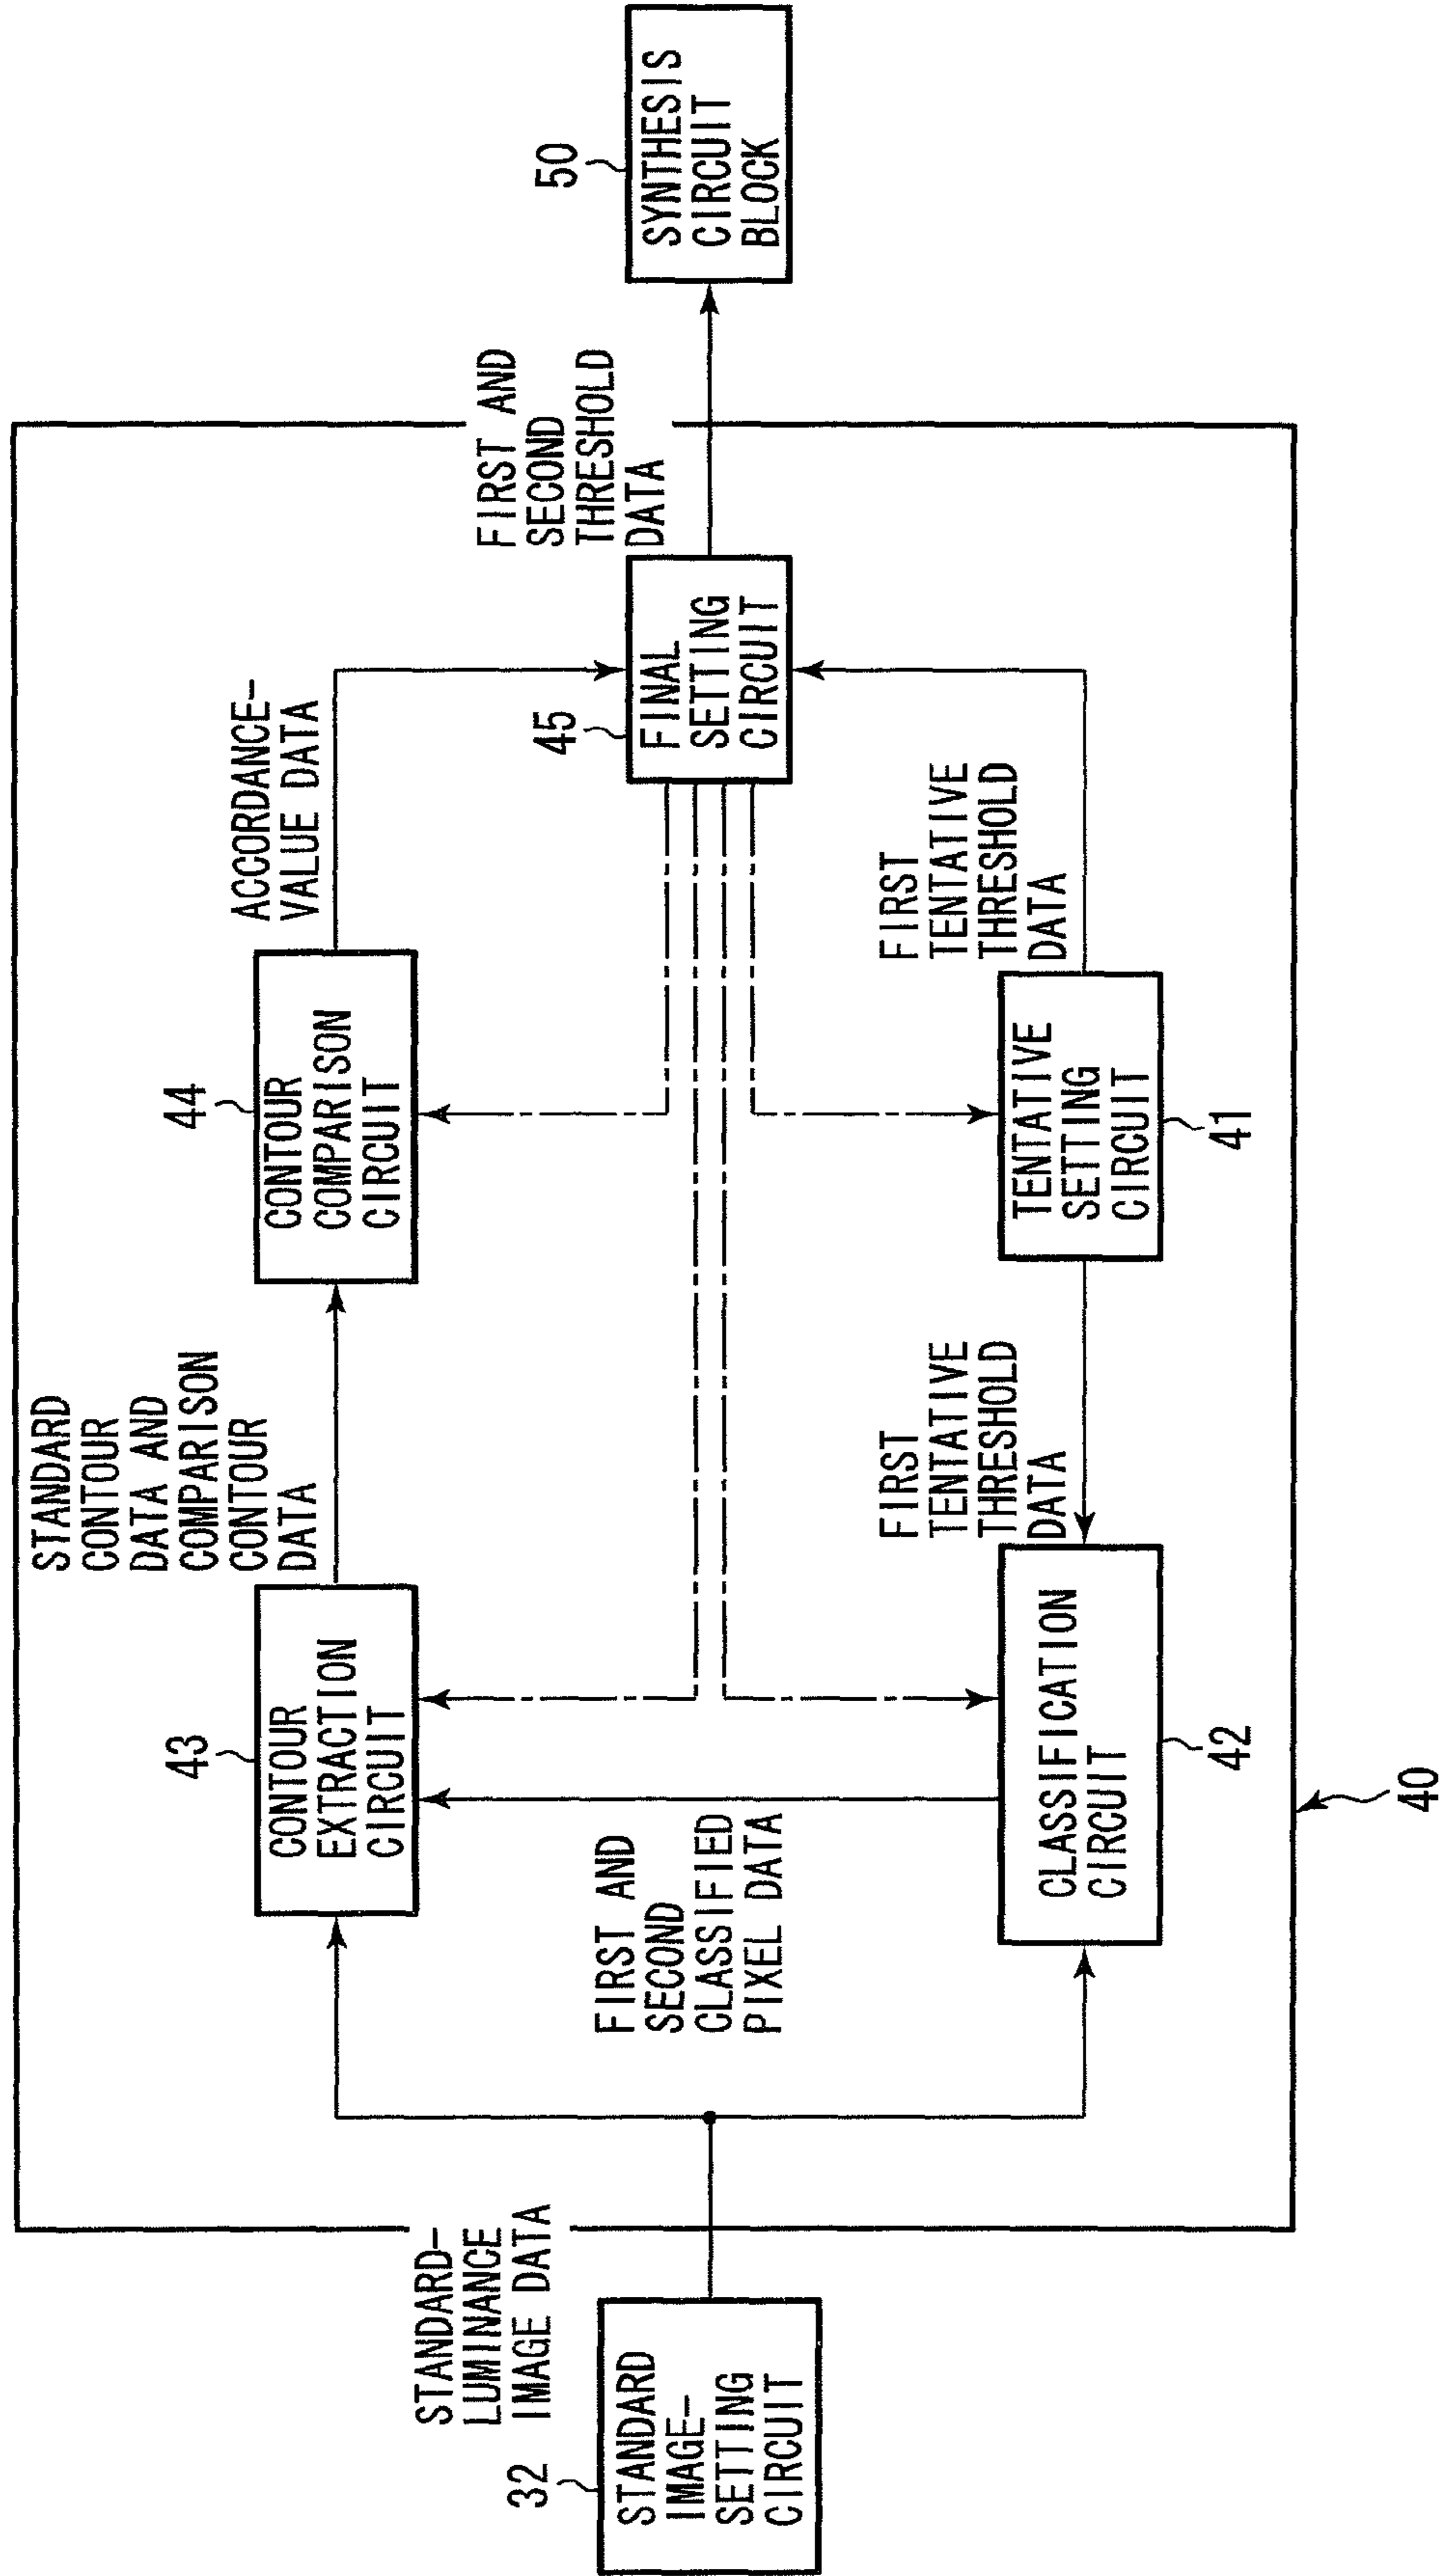 32
STANDARD
IMAGE-
SETTING
CIRCUIT
STANDARD-
LUMINANCE
IMAGE DATA
43
CONTOUR
EXTRACTION
CIRCUIT
STANDARD
CONTOUR
DATA AND
COMPARISON
CONTOUR
DATA
44
CONTOUR
COMPARISON
CIRCUIT
ACCORDANCE-
VALUE DATA
FIRST AND
SECOND
CLASSIFIED
PIXEL DATA
CLASSIFICATION
CIRCUIT
42
FIRST
TENTATIVE
THRESHOLD
DATA
TENTATIVE
SETTING
CIRCUIT
41
FIRST
TENTATIVE
THRESHOLD
DATA
45
FINAL
SETTING
CIRCUIT
FIRST AND
SECOND
THRESHOLD
DATA
50
SYNTHESIS
CIRCUIT
BLOCK
40